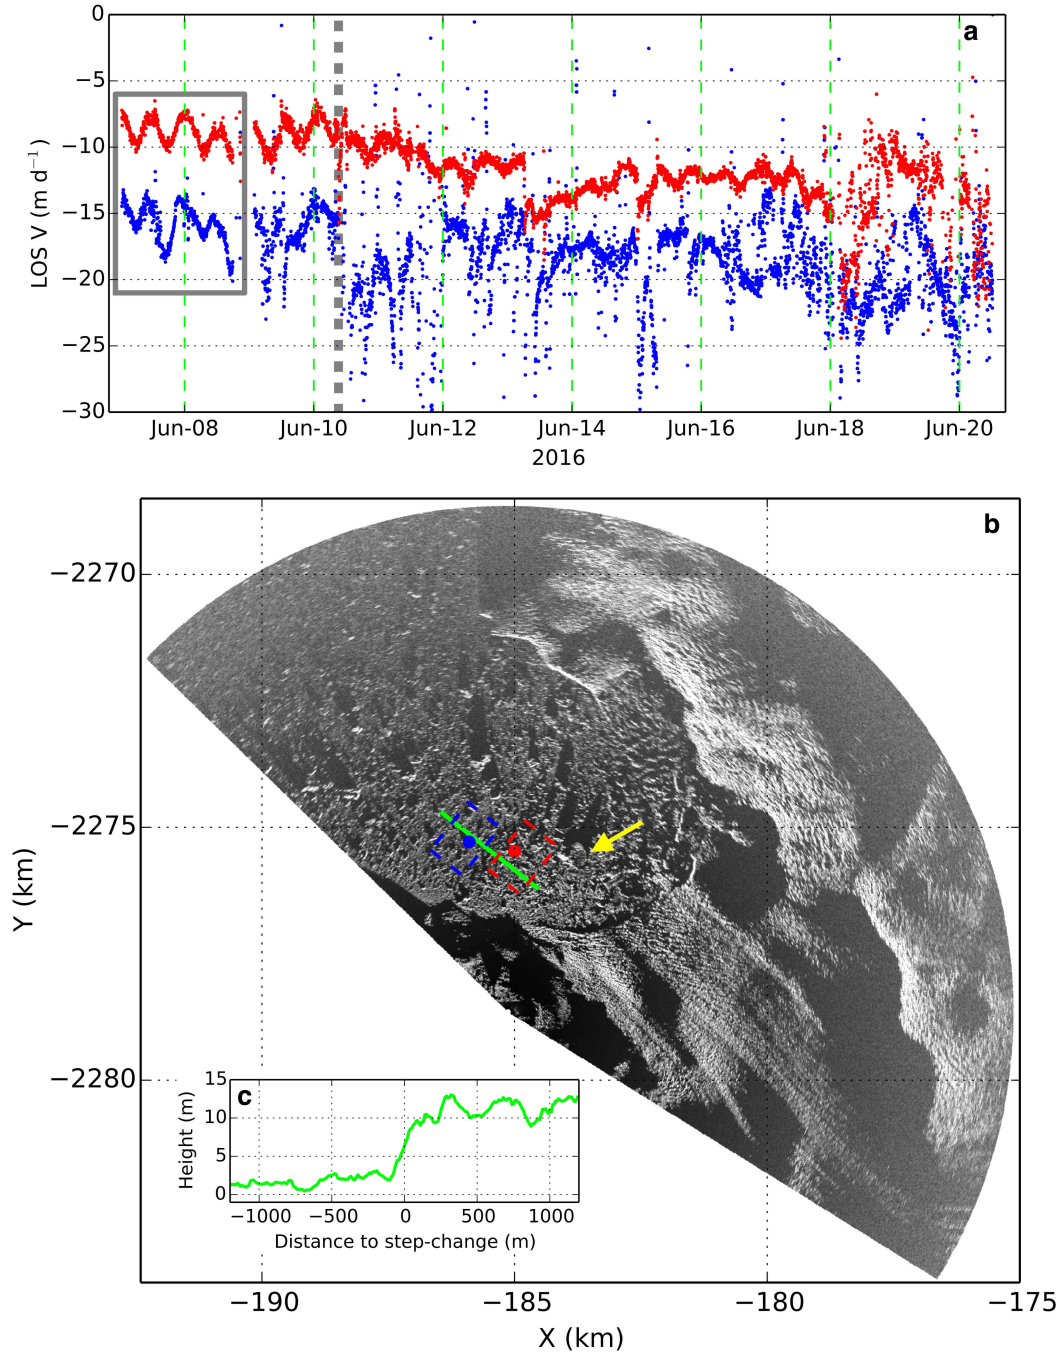 a
0
−5
−10
−15
−20
−25
−30
LOS V (m d⁻¹)
Jun-08 Jun-10 Jun-12 Jun-14 Jun-16 Jun-18 Jun-20
2016
b
−2270
−2275
−2280
Y (km)
c
15
10
5
0
Height (m)
−1000 −500 0 500 1000
Distance to step-change (m)
−190 −185 −180 −175
X (km)